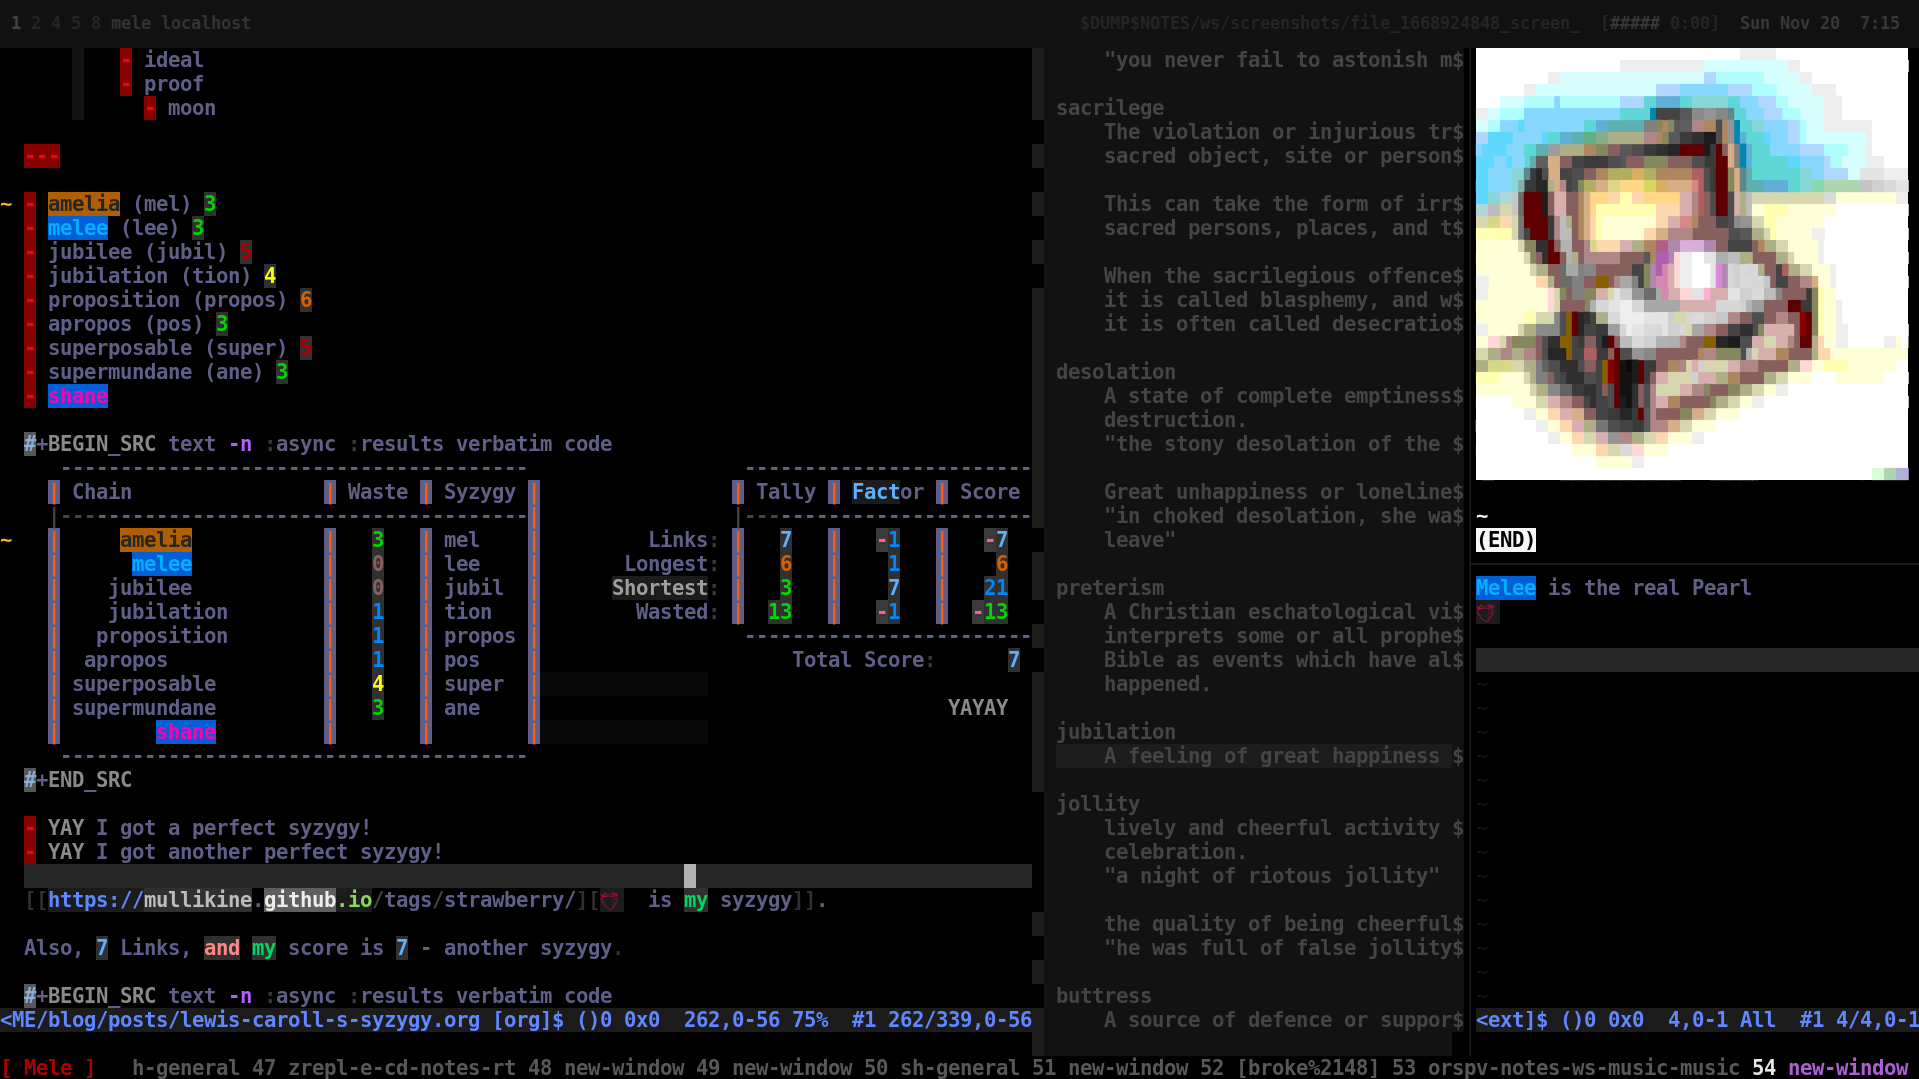 1 2 4 5 8 mele localhost
$DUMP$NOTES/ws/screenshots/file_1668924848_screen_ [##### 0:00] Sun Nov 20 7:15
- ideal
- proof
- moon
---
~ - amelia (mel) 3
- melee (lee) 3
- jubilee (jubil) 5
- jubilation (tion) 4
- proposition (propos) 6
- apropos (pos) 3
- superposable (super) 5
- supermundane (ane) 3
- shane
#+BEGIN_SRC text -n :async :results verbatim code
---------------------------------------
| Chain | Waste | Syzygy |
|---------------------------------------|
~ | amelia | 3 | mel |
| melee | 0 | lee |
| jubilee | 0 | jubil |
| jubilation | 1 | tion |
| proposition | 1 | propos |
| apropos | 1 | pos |
| superposable | 4 | super |
| supermundane | 3 | ane |
| shane | | |
---------------------------------------
------------------------
| Tally | Factor | Score
|------------------------
Links: | 7 | -1 | -7
Longest: | 6 | 1 | 6
Shortest: | 3 | 7 | 21
Wasted: | 13 | -1 | -13
------------------------
Total Score: 7
YAYAY
#+END_SRC
- YAY I got a perfect syzygy!
- YAY I got another perfect syzygy!
[[https://mullikine.github.io/tags/strawberry/][🍓 is my syzygy]].
Also, 7 Links, and my score is 7 - another syzygy.
#+BEGIN_SRC text -n :async :results verbatim code
<ME/blog/posts/lewis-caroll-s-syzygy.org [org]$ ()0 0x0 262,0-56 75% #1 262/339,0-56
"you never fail to astonish m$
sacrilege
The violation or injurious tr$
sacred object, site or person$
This can take the form of irr$
sacred persons, places, and t$
When the sacrilegious offence$
it is called blasphemy, and w$
it is often called desecratio$
desolation
A state of complete emptiness$
destruction.
"the stony desolation of the $
Great unhappiness or loneline$
"in choked desolation, she wa$
leave"
preterism
A Christian eschatological vi$
interprets some or all prophe$
Bible as events which have al$
happened.
jubilation
A feeling of great happiness $
jollity
lively and cheerful activity $
celebration.
"a night of riotous jollity"
the quality of being cheerful$
"he was full of false jollity$
buttress
A source of defence or suppor$
~
(END)
Melee is the real Pearl
🍓
~
~
~
~
~
~
~
~
~
~
~
~
~
~
<ext]$ ()0 0x0 4,0-1 All #1 4/4,0-1
[ Mele ] h-general 47 zrepl-e-cd-notes-rt 48 new-window 49 new-window 50 sh-general 51 new-window 52 [broke%2148] 53 orspv-notes-ws-music-music 54 new-window